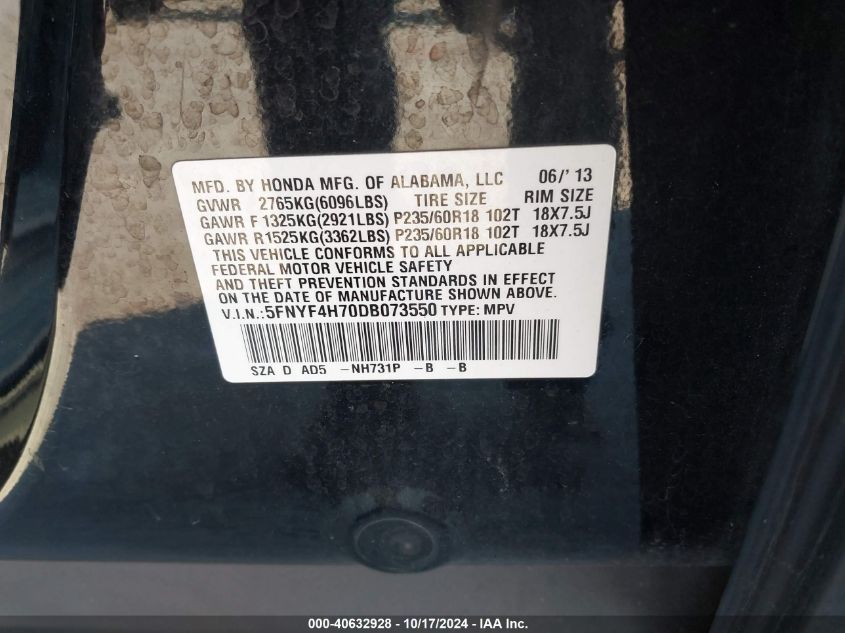 MFD. BY HONDA MFG. OF ALABAMA, LLC 06/' 13
GVWR 2765KG(6096LBS) TIRE SIZE RIM SIZE
GAWR F 1325KG(2921LBS) P235/60R18 102T 18X7.5J
GAWR R1525KG(3362LBS) P235/60R18 102T 18X7.5J
THIS VEHICLE CONFORMS TO ALL APPLICABLE
FEDERAL MOTOR VEHICLE SAFETY
AND THEFT PREVENTION STANDARDS IN EFFECT
ON THE DATE OF MANUFACTURE SHOWN ABOVE.
V.I.N.:5FNYF4H70DB073550 TYPE: MPV
SZA D AD5 -NH731P -B -B
000-40632928 - 10/17/2024 - IAA Inc.